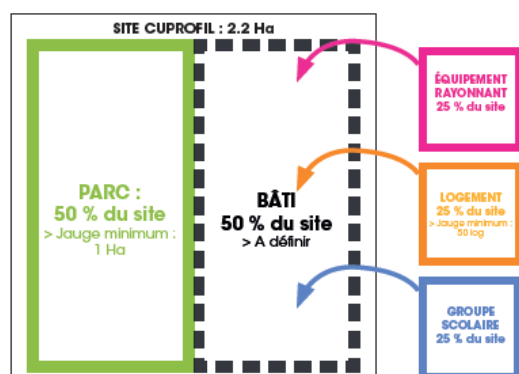 SITE CUPROFIL : 2.2 Ha
PARC :
50 % du site
> Jauge minimum :
1 Ha
BÂTI
50 % du site
> A définir
ÉQUIPEMENT
RAYONNANT
25 % du site
LOGEMENT
25 % du site
> Jauge minimum :
50 log
GROUPE
SCOLAIRE
25 % du site